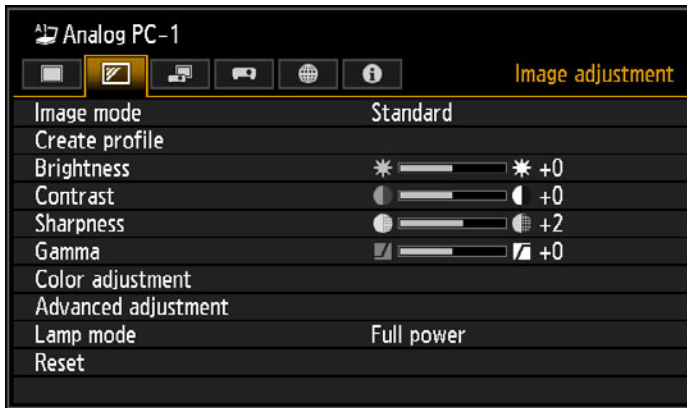 A1 Analog PC-1
Image adjustment
Image mode Standard
Create profile
Brightness +0
Contrast +0
Sharpness +2
Gamma +0
Color adjustment
Advanced adjustment
Lamp mode Full power
Reset